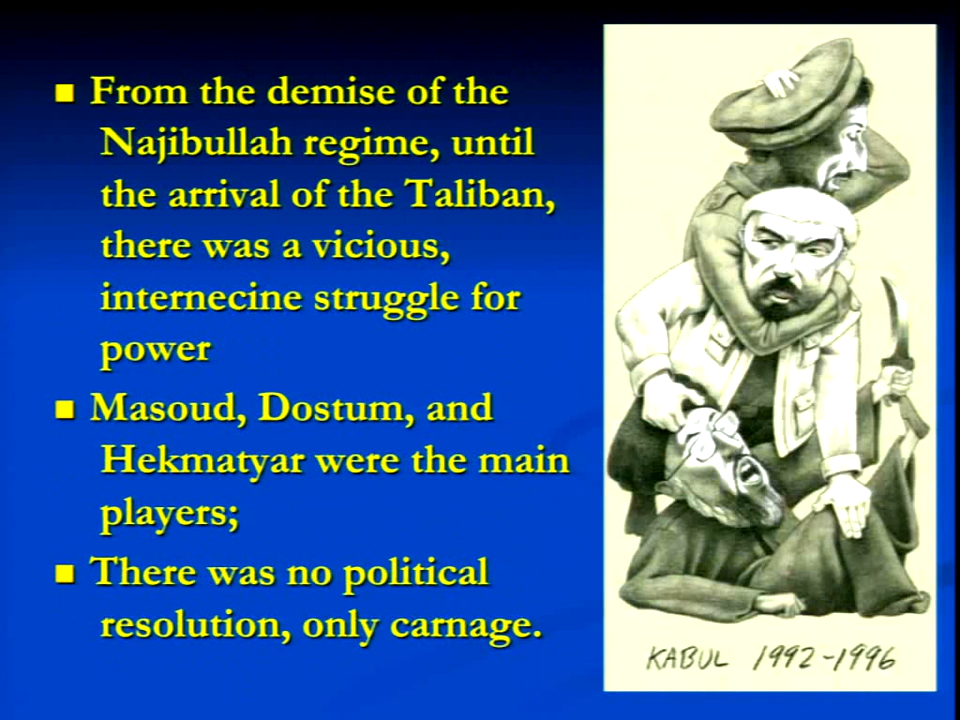 ■ From the demise of the
Najibullah regime, until
the arrival of the Taliban,
there was a vicious,
internecine struggle for
power
■ Masoud, Dostum, and
Hekmatyar were the main
players;
■ There was no political
resolution, only carnage.
KABUL 1992-1996